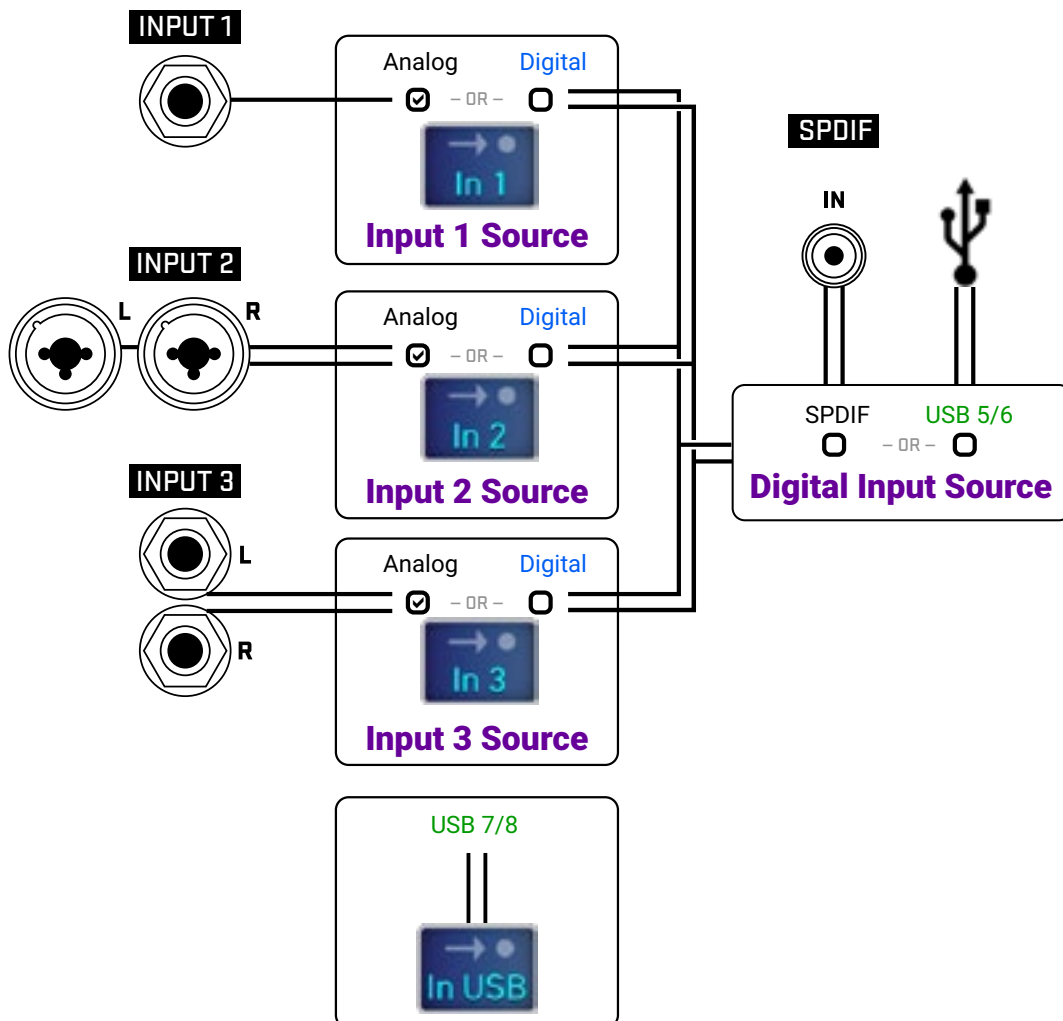 INPUT 1
Analog Digital
– OR –
In 1
Input 1 Source
INPUT 2
L R
Analog Digital
– OR –
In 2
Input 2 Source
INPUT 3
L
R
Analog Digital
– OR –
In 3
Input 3 Source
SPDIF
IN
SPDIF USB 5/6
– OR –
Digital Input Source
USB 7/8
In USB